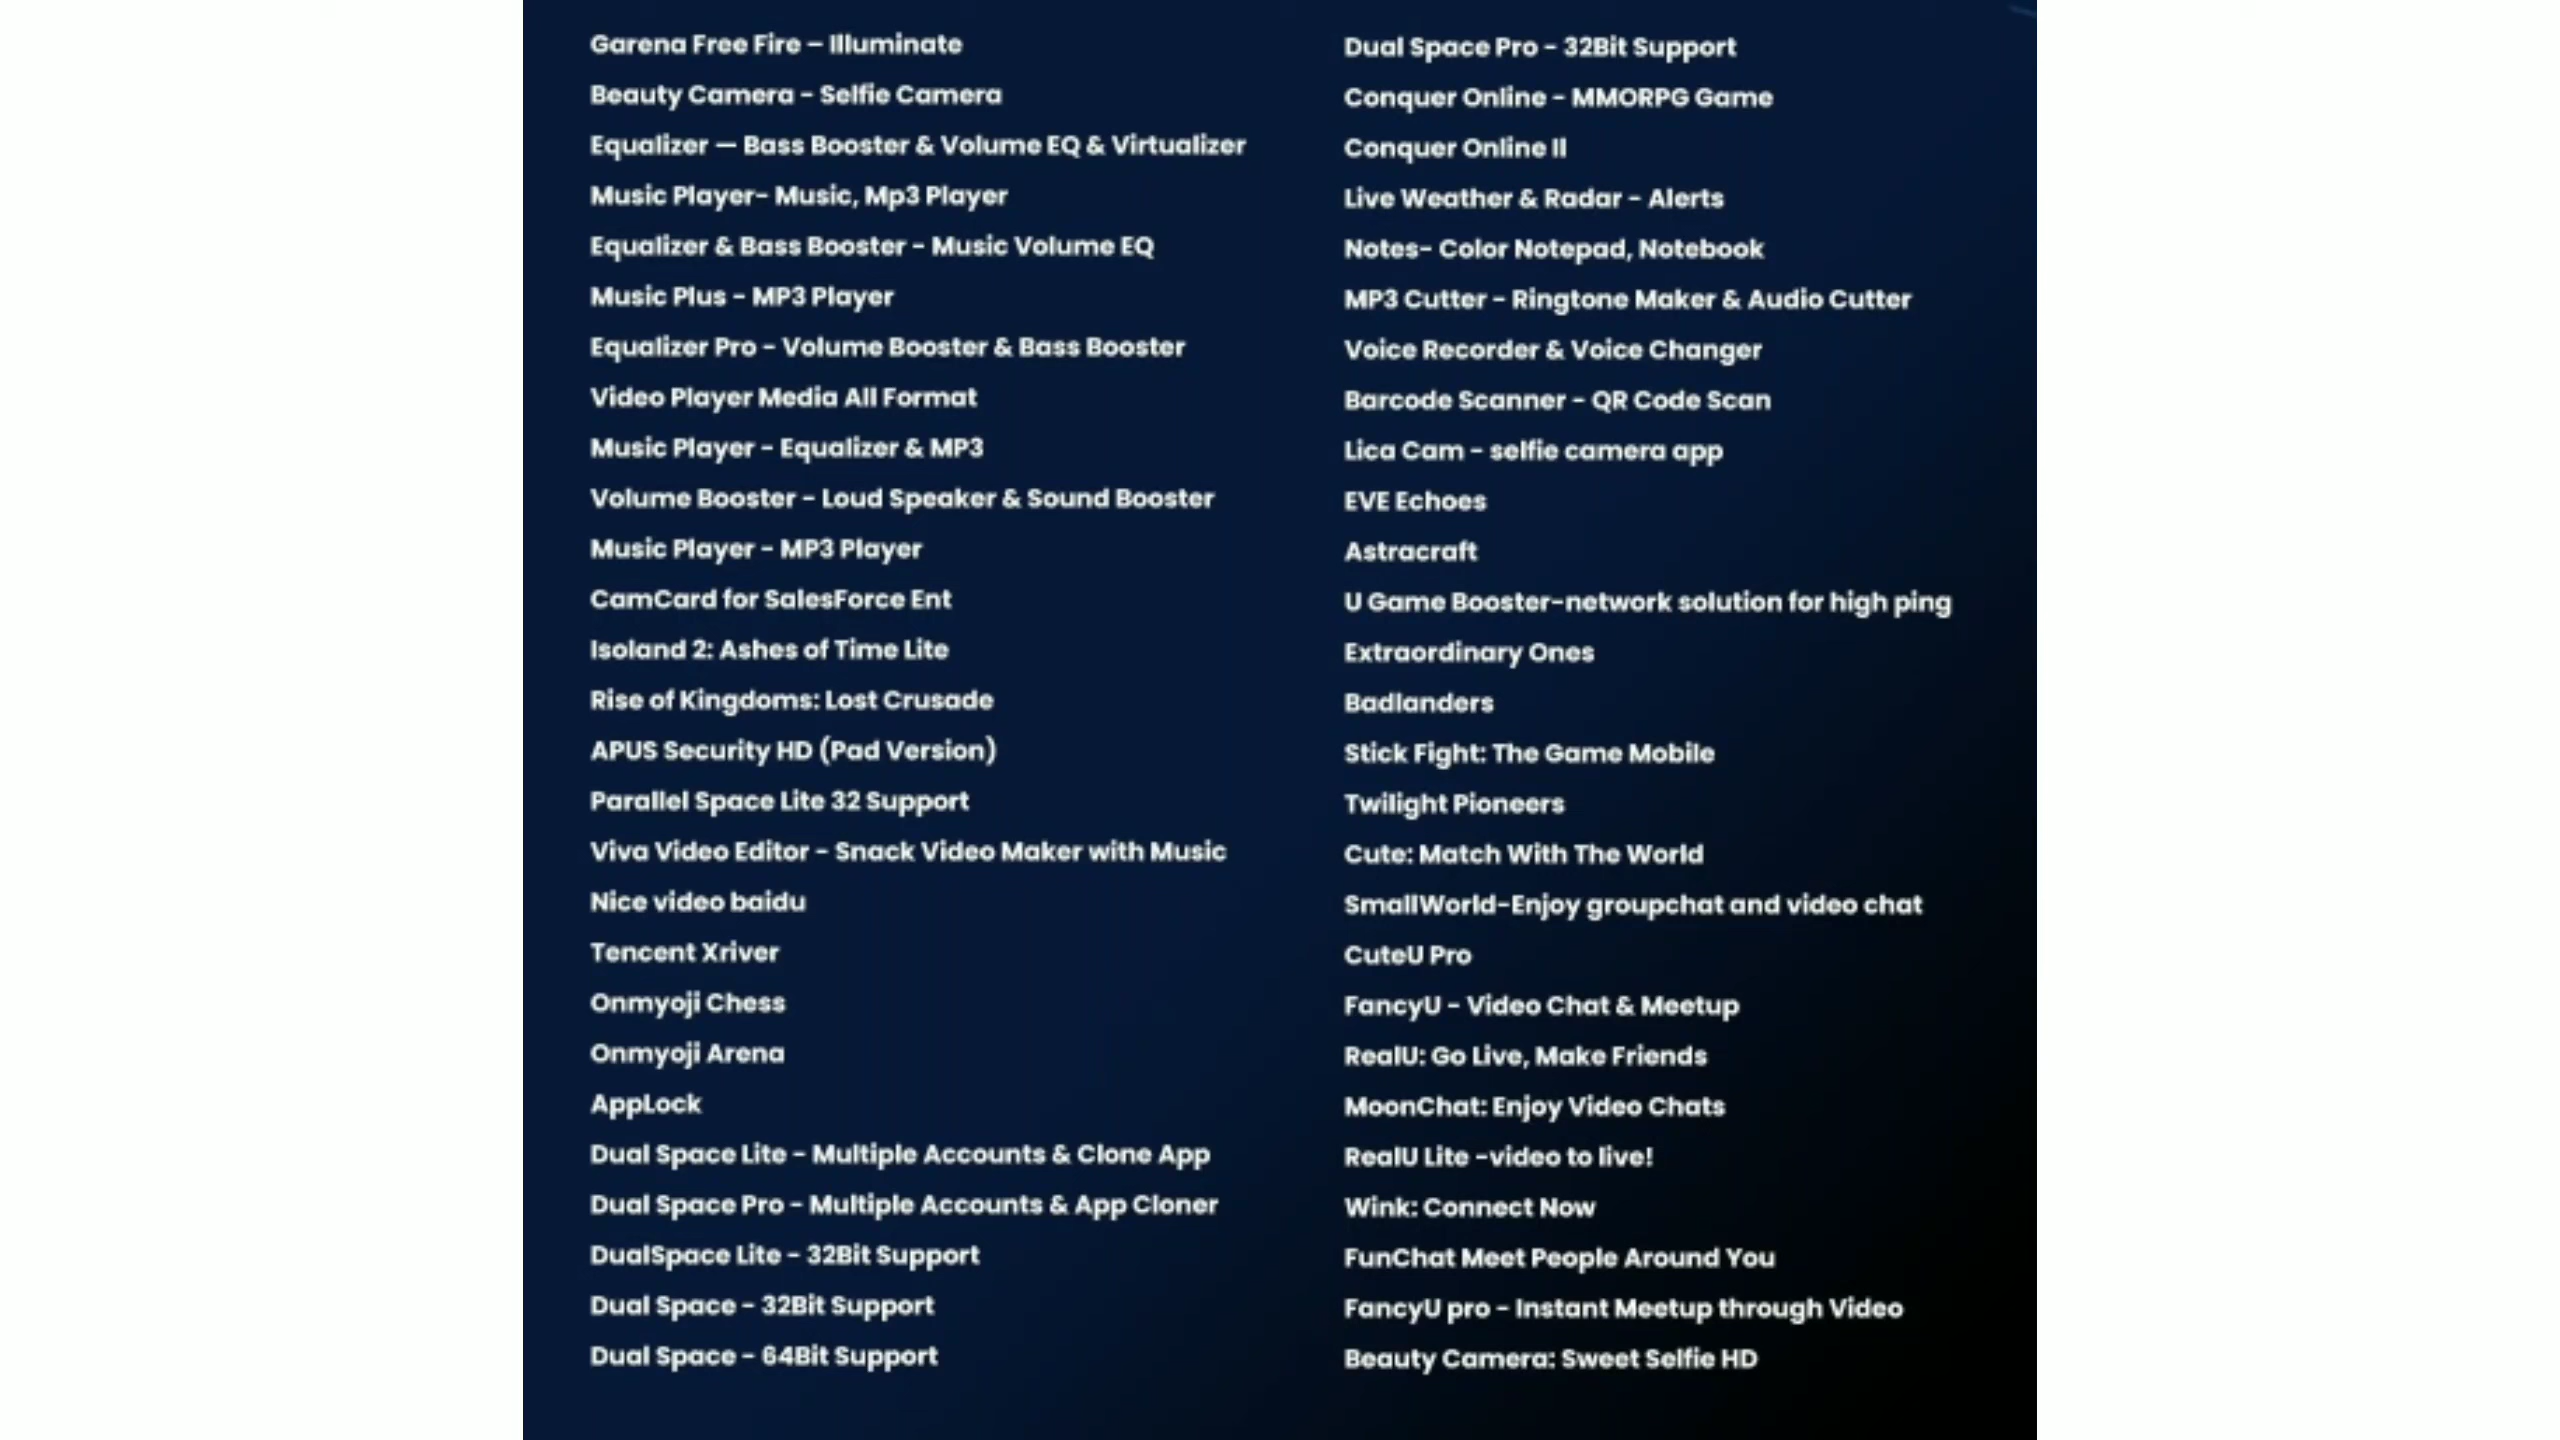 Garena Free Fire – Illuminate
Beauty Camera - Selfie Camera
Equalizer — Bass Booster & Volume EQ & Virtualizer
Music Player- Music, Mp3 Player
Equalizer & Bass Booster - Music Volume EQ
Music Plus - MP3 Player
Equalizer Pro - Volume Booster & Bass Booster
Video Player Media All Format
Music Player - Equalizer & MP3
Volume Booster - Loud Speaker & Sound Booster
Music Player - MP3 Player
CamCard for SalesForce Ent
Isoland 2: Ashes of Time Lite
Rise of Kingdoms: Lost Crusade
APUS Security HD (Pad Version)
Parallel Space Lite 32 Support
Viva Video Editor - Snack Video Maker with Music
Nice video baidu
Tencent Xriver
Onmyoji Chess
Onmyoji Arena
AppLock
Dual Space Lite - Multiple Accounts & Clone App
Dual Space Pro - Multiple Accounts & App Cloner
DualSpace Lite - 32Bit Support
Dual Space - 32Bit Support
Dual Space - 64Bit Support
Dual Space Pro - 32Bit Support
Conquer Online - MMORPG Game
Conquer Online II
Live Weather & Radar - Alerts
Notes- Color Notepad, Notebook
MP3 Cutter - Ringtone Maker & Audio Cutter
Voice Recorder & Voice Changer
Barcode Scanner - QR Code Scan
Lica Cam - selfie camera app
EVE Echoes
Astracraft
U Game Booster-network solution for high ping
Extraordinary Ones
Badlanders
Stick Fight: The Game Mobile
Twilight Pioneers
Cute: Match With The World
SmallWorld-Enjoy groupchat and video chat
CuteU Pro
FancyU - Video Chat & Meetup
RealU: Go Live, Make Friends
MoonChat: Enjoy Video Chats
RealU Lite -video to live!
Wink: Connect Now
FunChat Meet People Around You
FancyU pro - Instant Meetup through Video
Beauty Camera: Sweet Selfie HD